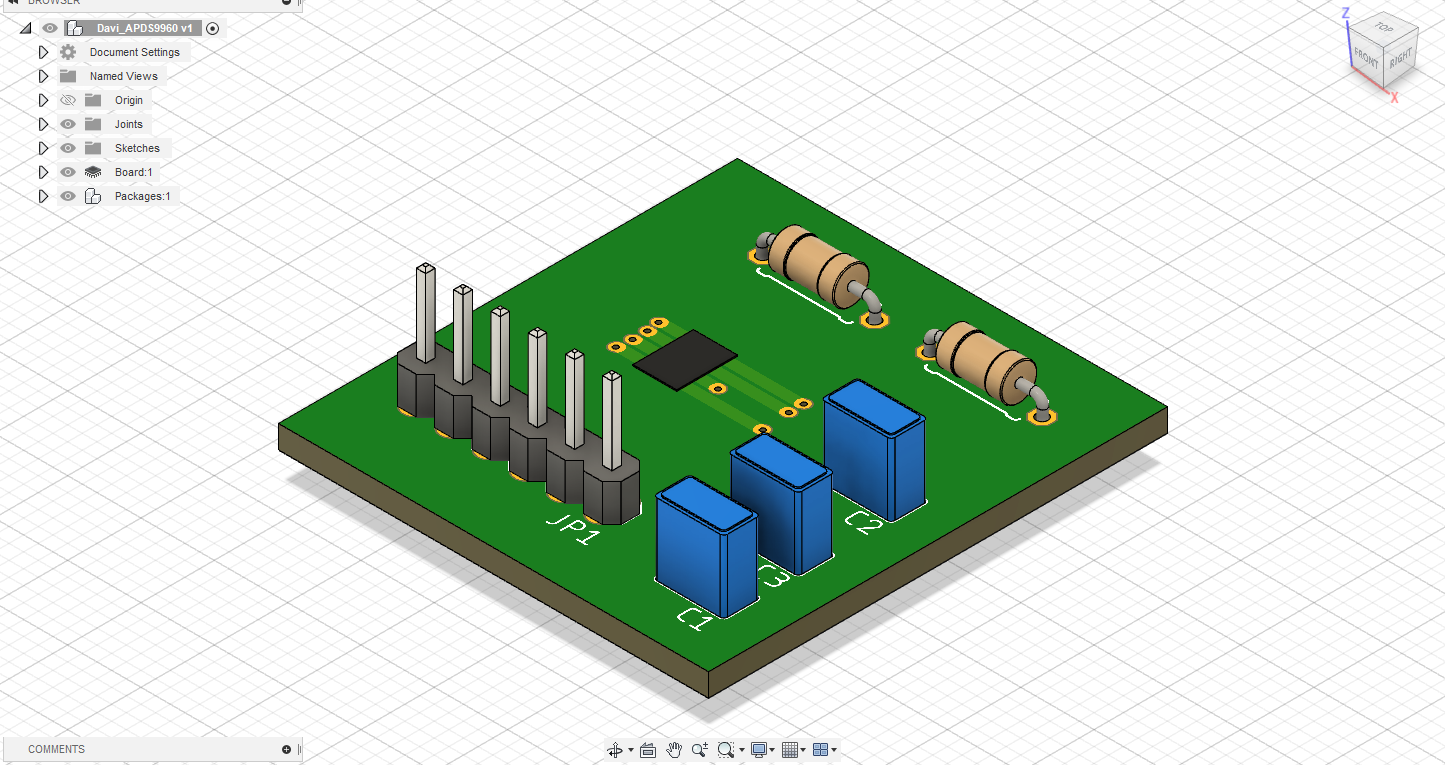 BROWSER
Davi_APDS9960 v1
Document Settings
Named Views
Origin
Joints
Sketches
Board:1
Packages:1
Z
TOP
FRONT
RIGHT
X
JP1
C2
C3
C1
COMMENTS